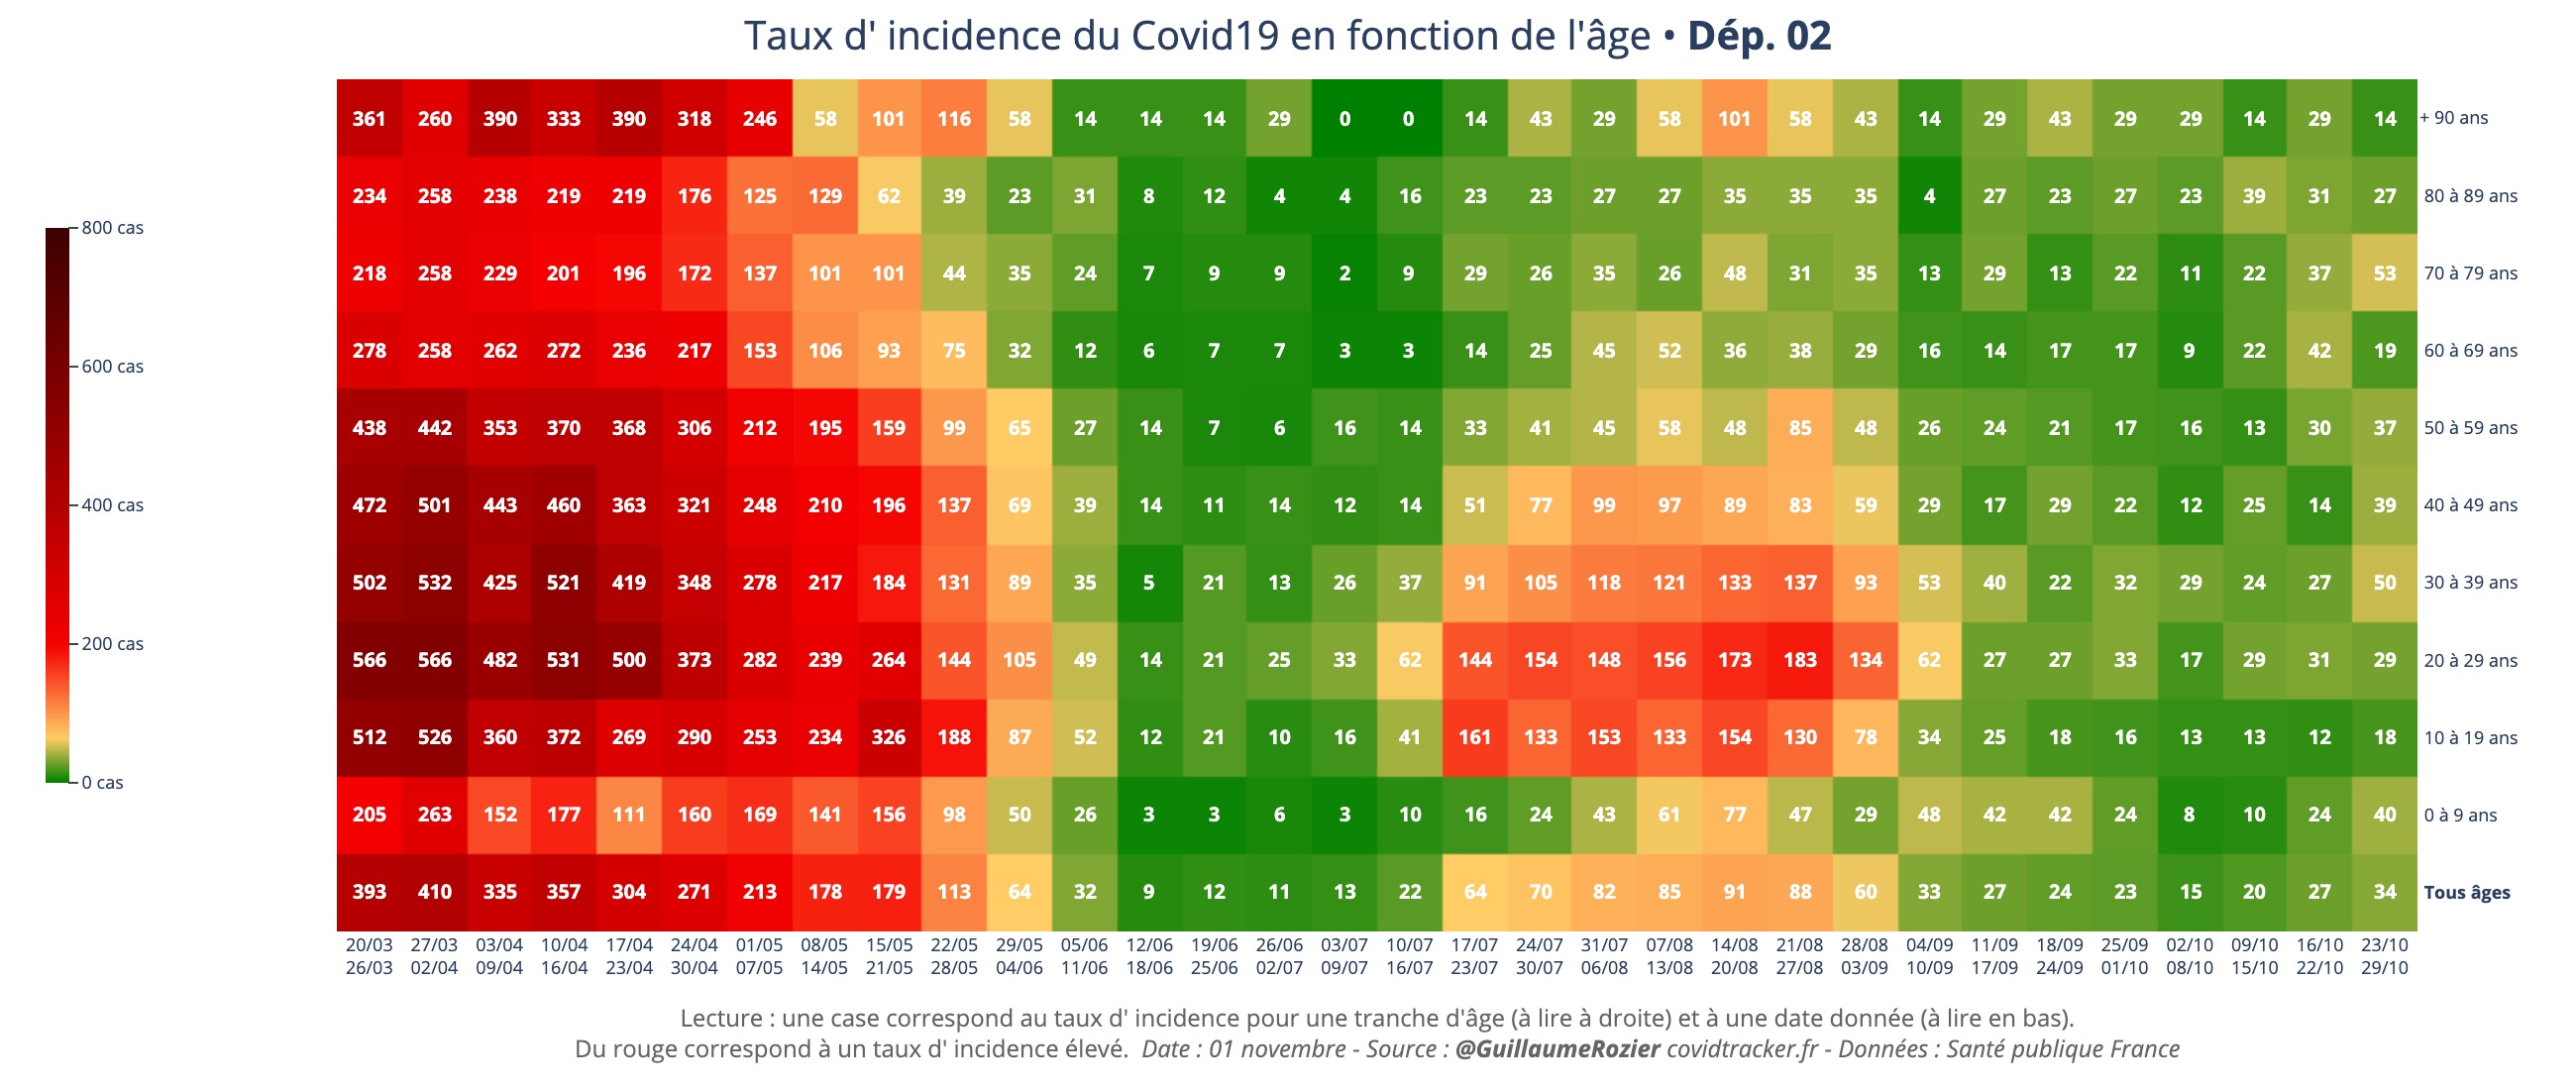 Taux d' incidence du Covid19 en fonction de l'âge • Dép. 02
800 cas
600 cas
400 cas
200 cas
0 cas
361 260 390 333 390 318 246 58 101 116 58 14 14 14 29 0 0 14 43 29 58 101 58 43 14 29 43 29 29 14 29 14 + 90 ans
234 258 238 219 219 176 125 129 62 39 23 31 8 12 4 4 16 23 23 27 27 35 35 35 4 27 23 27 23 39 31 27 80 à 89 ans
218 258 229 201 196 172 137 101 101 44 35 24 7 9 9 2 9 29 26 35 26 48 31 35 13 29 13 22 11 22 37 53 70 à 79 ans
278 258 262 272 236 217 153 106 93 75 32 12 6 7 7 3 3 14 25 45 52 36 38 29 16 14 17 17 9 22 42 19 60 à 69 ans
438 442 353 370 368 306 212 195 159 99 65 27 14 7 6 16 14 33 41 45 58 48 85 48 26 24 21 17 16 13 30 37 50 à 59 ans
472 501 443 460 363 321 248 210 196 137 69 39 14 11 14 12 14 51 77 99 97 89 83 59 29 17 29 22 12 25 14 39 40 à 49 ans
502 532 425 521 419 348 278 217 184 131 89 35 5 21 13 26 37 91 105 118 121 133 137 93 53 40 22 32 29 24 27 50 30 à 39 ans
566 566 482 531 500 373 282 239 264 144 105 49 14 21 25 33 62 144 154 148 156 173 183 134 62 27 27 33 17 29 31 29 20 à 29 ans
512 526 360 372 269 290 253 234 326 188 87 52 12 21 10 16 41 161 133 153 133 154 130 78 34 25 18 16 13 13 12 18 10 à 19 ans
205 263 152 177 111 160 169 141 156 98 50 26 3 3 6 3 10 16 24 43 61 77 47 29 48 42 42 24 8 10 24 40 0 à 9 ans
393 410 335 357 304 271 213 178 179 113 64 32 9 12 11 13 22 64 70 82 85 91 88 60 33 27 24 23 15 20 27 34 Tous âges
20/03 27/03 03/04 10/04 17/04 24/04 01/05 08/05 15/05 22/05 29/05 05/06 12/06 19/06 26/06 03/07 10/07 17/07 24/07 31/07 07/08 14/08 21/08 28/08 04/09 11/09 18/09 25/09 02/10 09/10 16/10 23/10
26/03 02/04 09/04 16/04 23/04 30/04 07/05 14/05 21/05 28/05 04/06 11/06 18/06 25/06 02/07 09/07 16/07 23/07 30/07 06/08 13/08 20/08 27/08 03/09 10/09 17/09 24/09 01/10 08/10 15/10 22/10 29/10
Lecture : une case correspond au taux d' incidence pour une tranche d'âge (à lire à droite) et à une date donnée (à lire en bas).
Du rouge correspond à un taux d' incidence élevé. Date : 01 novembre - Source : @GuillaumeRozier covidtracker.fr - Données : Santé publique France